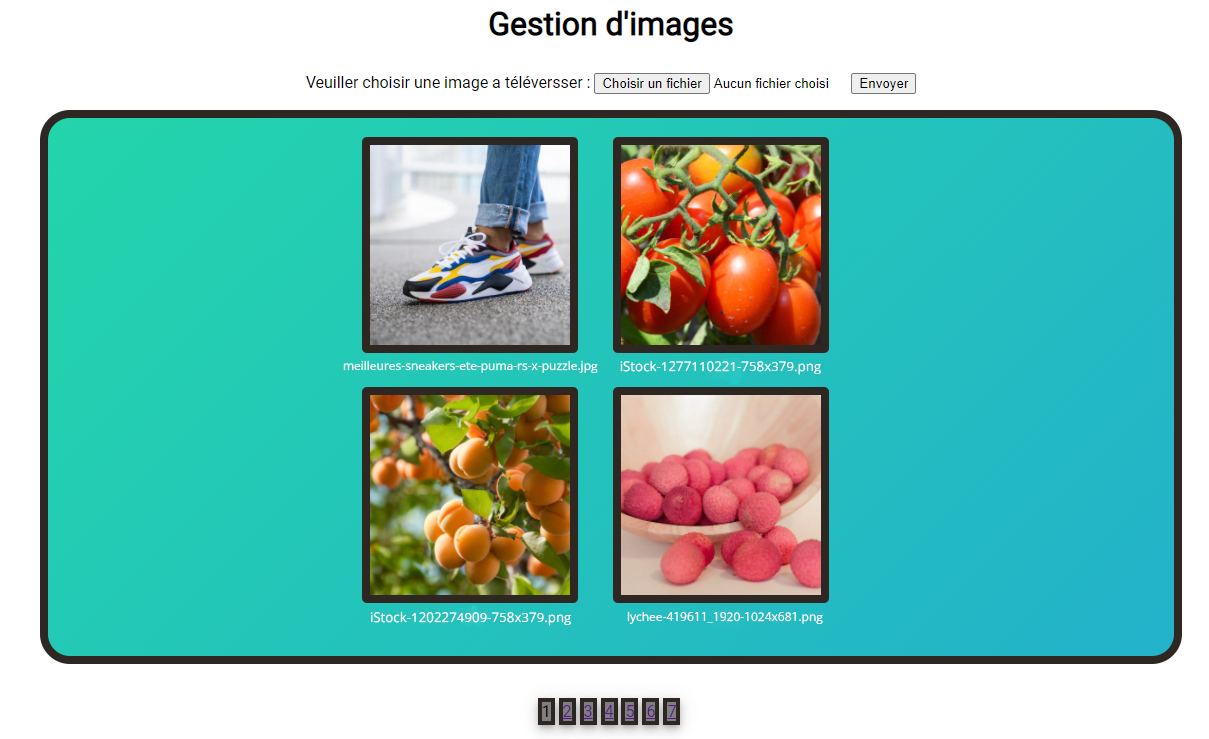 Gestion d'images
Veuiller choisir une image a téléversser : Choisir un fichier Aucun fichier choisi Envoyer
meilleures-sneakers-ete-puma-rs-x-puzzle.jpg iStock-1277110221-758x379.png
iStock-1202274909-758x379.png lychee-419611_1920-1024x681.png
1 2 3 4 5 6 7